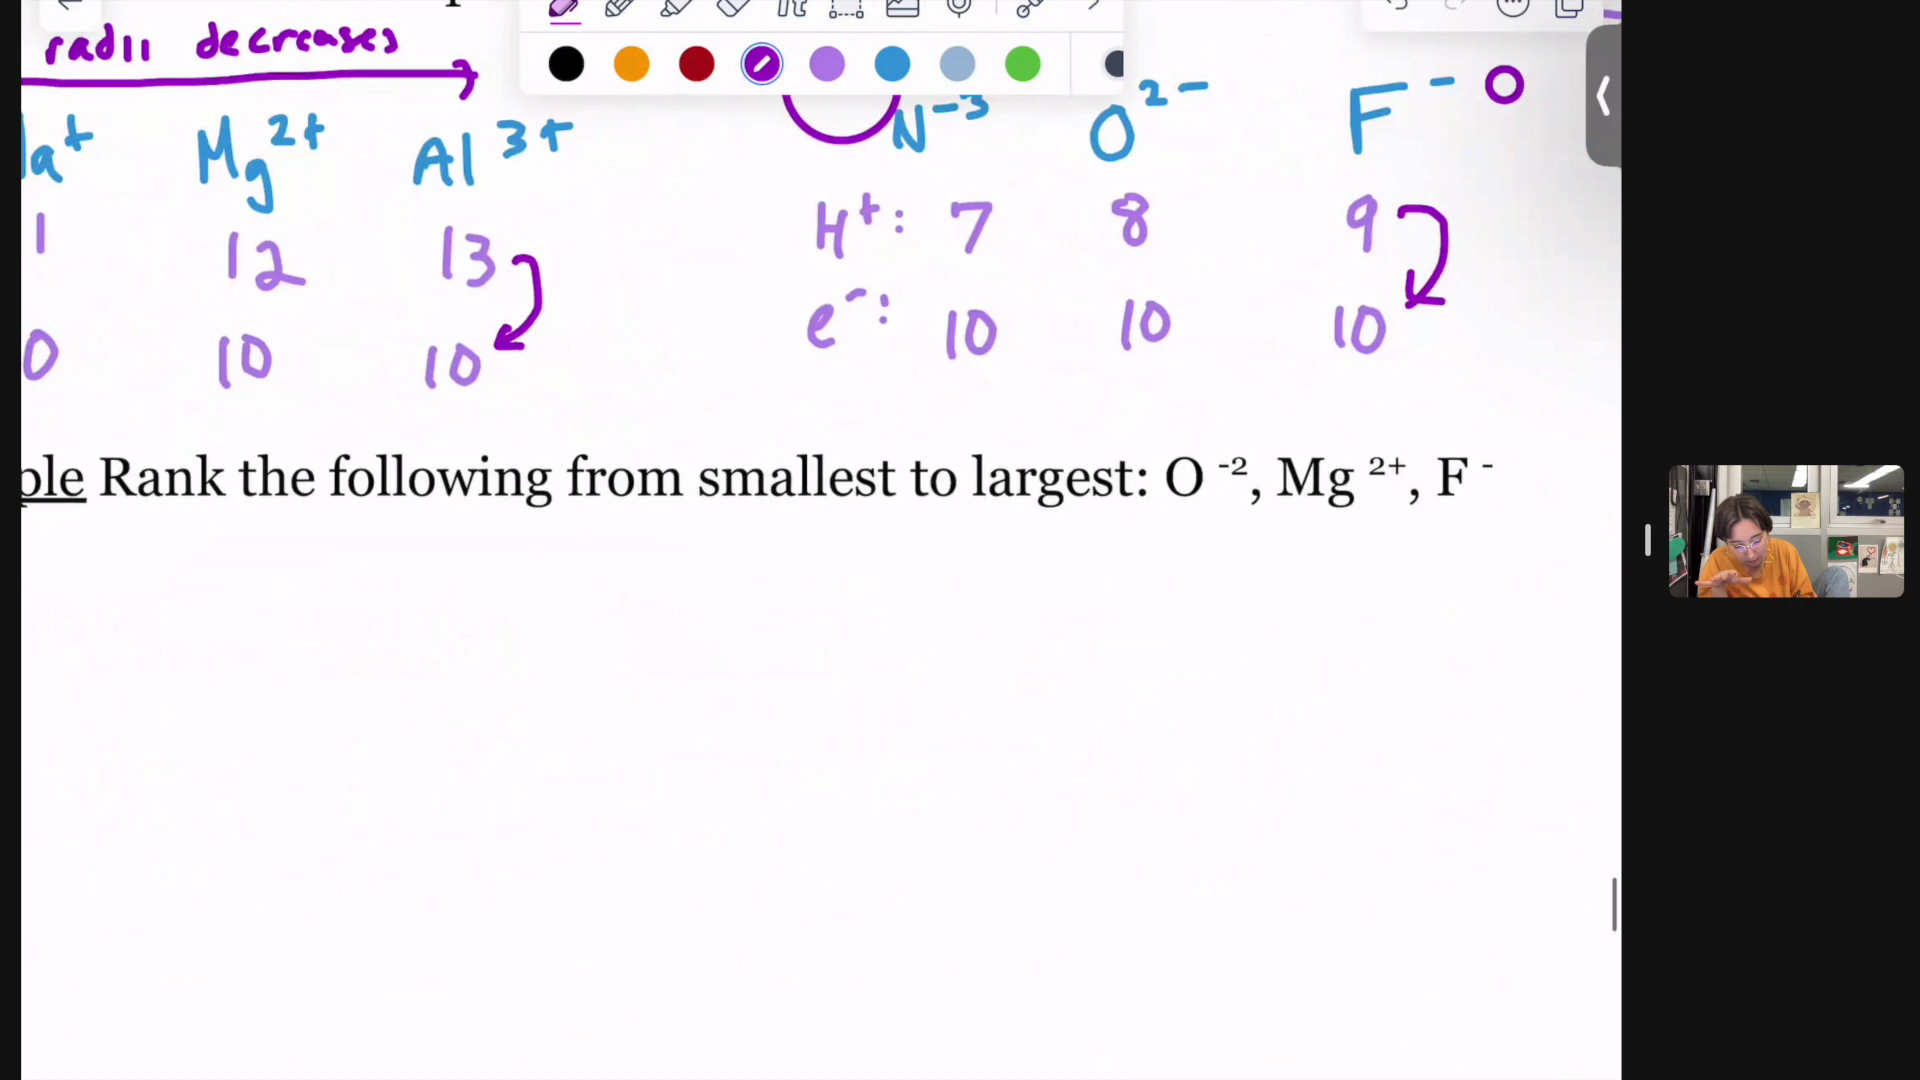 radii decreases
a⁺ Mg²⁺ Al³⁺
1 12 13
0 10 10
N⁻³ O²⁻ F⁻
H⁺: 7 8 9
e⁻: 10 10 10
ple Rank the following from smallest to largest: O ⁻², Mg ²⁺, F ⁻